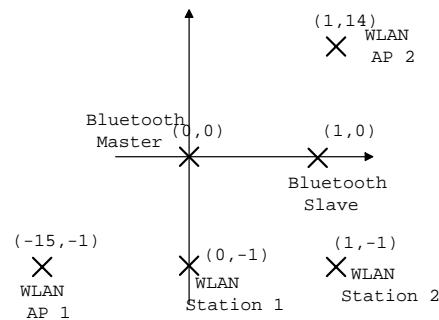 (1,14)
WLAN
AP 2
Bluetooth
Master
(0,0)
(1,0)
Bluetooth
Slave
(-15,-1)
(0,-1)
(1,-1)
WLAN
AP 1
WLAN
Station 1
WLAN
Station 2